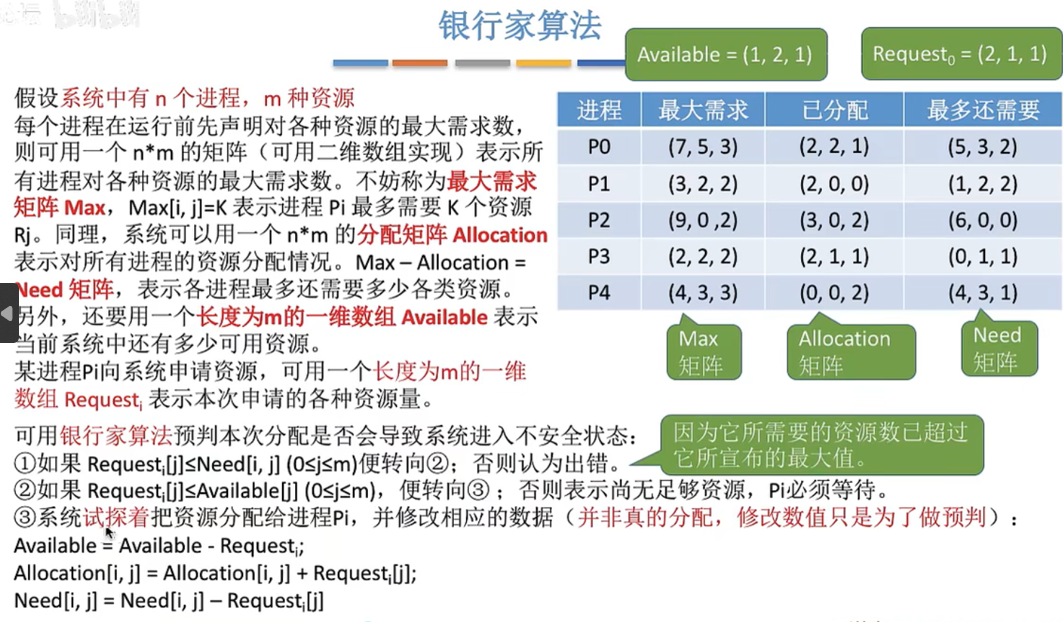 银行家算法
Available = (1, 2, 1)
Request₀ = (2, 1, 1)
假设系统中有 n 个进程，m 种资源
每个进程在运行前先声明对各种资源的最大需求数，
则可用一个 n*m 的矩阵（可用二维数组实现）表示所
有进程对各种资源的最大需求数。不妨称为最大需求
矩阵 Max，Max[i, j]=K 表示进程 Pi 最多需要 K 个资源
Rj。同理，系统可以用一个 n*m 的分配矩阵 Allocation
表示对所有进程的资源分配情况。Max – Allocation =
Need 矩阵，表示各进程最多还需要多少各类资源。
另外，还要用一个长度为m的一维数组 Available 表示
当前系统中还有多少可用资源。
某进程Pi向系统申请资源，可用一个长度为m的一维
数组 Requestᵢ 表示本次申请的各种资源量。
进程 最大需求 已分配 最多还需要
P0 (7, 5, 3) (2, 2, 1) (5, 3, 2)
P1 (3, 2, 2) (2, 0, 0) (1, 2, 2)
P2 (9, 0 ,2) (3, 0, 2) (6, 0, 0)
P3 (2, 2, 2) (2, 1, 1) (0, 1, 1)
P4 (4, 3, 3) (0, 0, 2) (4, 3, 1)
Max
矩阵
Allocation
矩阵
Need
矩阵
可用银行家算法预判本次分配是否会导致系统进入不安全状态：
①如果 Requestᵢ[j]≤Need[i, j] (0≤j≤m)便转向②；否则认为出错。
因为它所需要的资源数已超过
它所宣布的最大值。
②如果 Requestᵢ[j]≤Available[j] (0≤j≤m)，便转向③；否则表示尚无足够资源，Pi必须等待。
③系统试探着把资源分配给进程Pi，并修改相应的数据（并非真的分配，修改数值只是为了做预判）：
Available = Available - Requestᵢ;
Allocation[i, j] = Allocation[i, j] + Requestᵢ[j];
Need[i, j] = Need[i, j] – Requestᵢ[j]